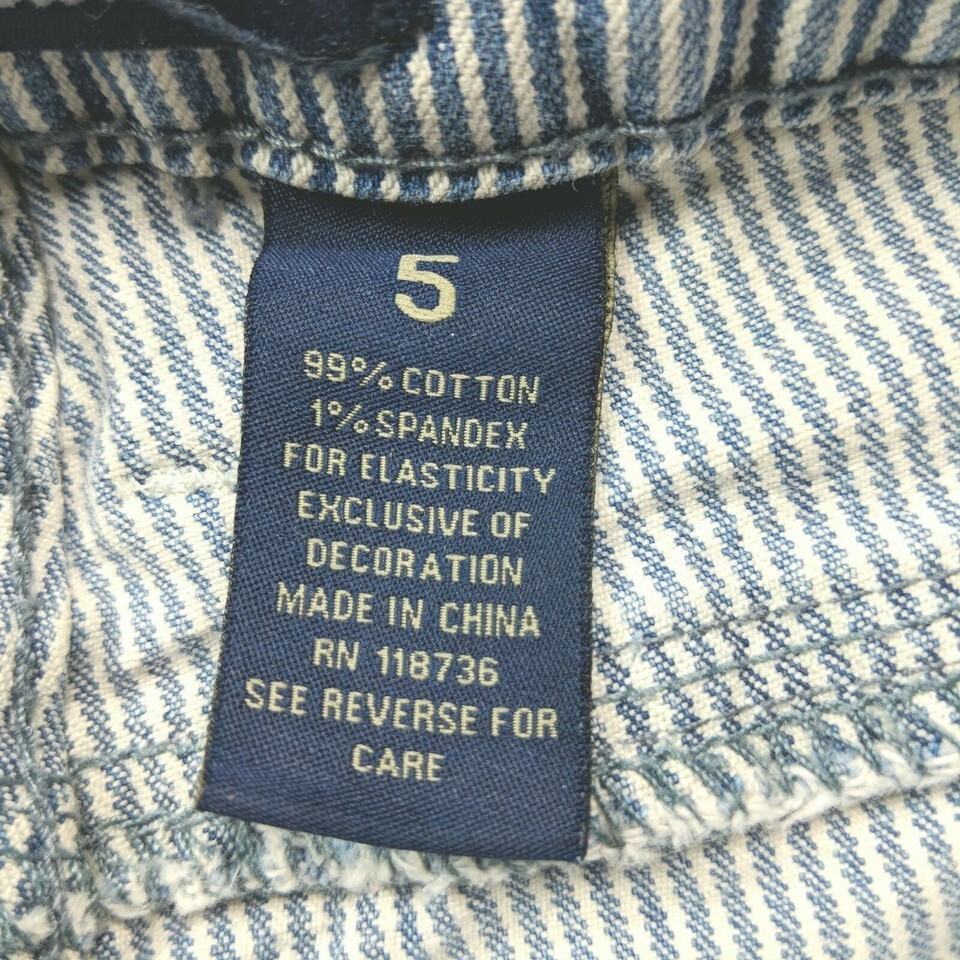 5
99% COTTON
1% SPANDEX
FOR ELASTICITY
EXCLUSIVE OF
DECORATION
MADE IN CHINA
RN 118736
SEE REVERSE FOR
CARE